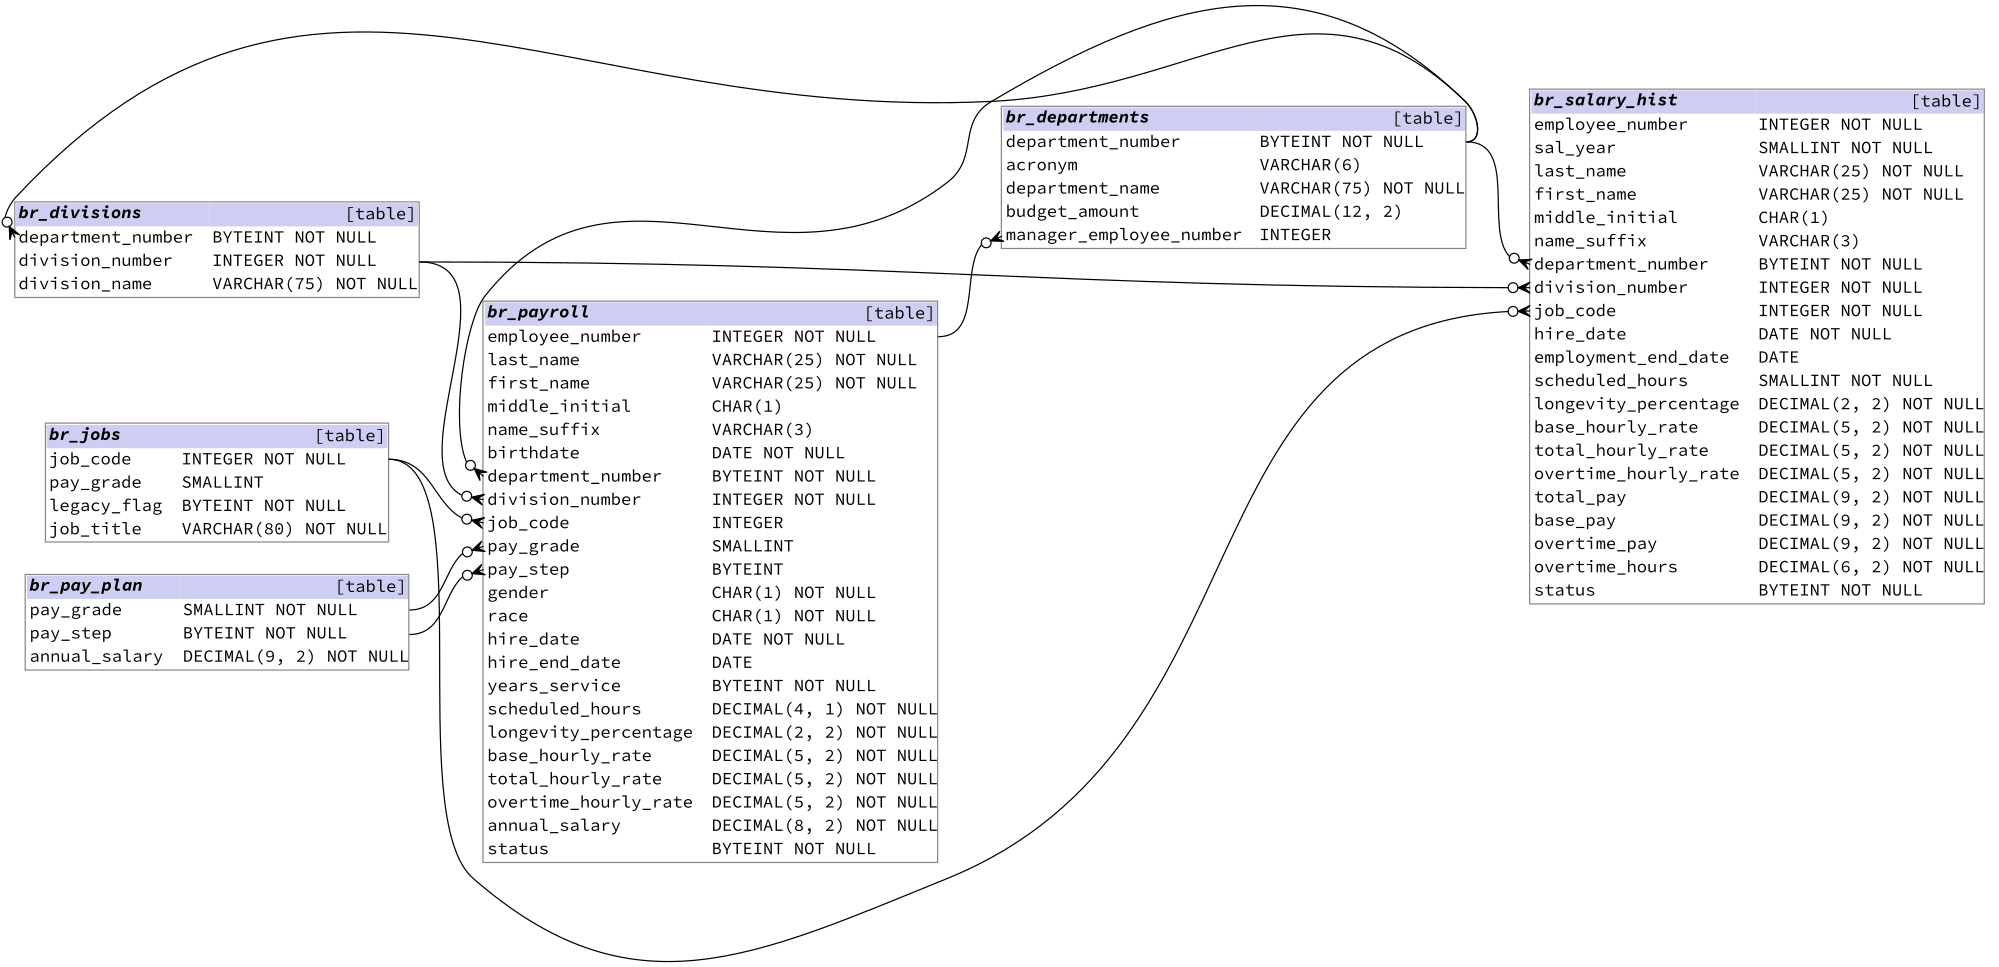 br_departments [table]
department_number BYTEINT NOT NULL
acronym VARCHAR(6)
department_name VARCHAR(75) NOT NULL
budget_amount DECIMAL(12, 2)
manager_employee_number INTEGER
br_salary_hist [table]
employee_number INTEGER NOT NULL
sal_year SMALLINT NOT NULL
last_name VARCHAR(25) NOT NULL
first_name VARCHAR(25) NOT NULL
middle_initial CHAR(1)
name_suffix VARCHAR(3)
department_number BYTEINT NOT NULL
division_number INTEGER NOT NULL
job_code INTEGER NOT NULL
hire_date DATE NOT NULL
employment_end_date DATE
scheduled_hours SMALLINT NOT NULL
longevity_percentage DECIMAL(2, 2) NOT NULL
base_hourly_rate DECIMAL(5, 2) NOT NULL
total_hourly_rate DECIMAL(5, 2) NOT NULL
overtime_hourly_rate DECIMAL(5, 2) NOT NULL
total_pay DECIMAL(9, 2) NOT NULL
base_pay DECIMAL(9, 2) NOT NULL
overtime_pay DECIMAL(9, 2) NOT NULL
overtime_hours DECIMAL(6, 2) NOT NULL
status BYTEINT NOT NULL
br_divisions [table]
department_number BYTEINT NOT NULL
division_number INTEGER NOT NULL
division_name VARCHAR(75) NOT NULL
br_payroll [table]
employee_number INTEGER NOT NULL
last_name VARCHAR(25) NOT NULL
first_name VARCHAR(25) NOT NULL
middle_initial CHAR(1)
name_suffix VARCHAR(3)
birthdate DATE NOT NULL
department_number BYTEINT NOT NULL
division_number INTEGER NOT NULL
job_code INTEGER
pay_grade SMALLINT
pay_step BYTEINT
gender CHAR(1) NOT NULL
race CHAR(1) NOT NULL
hire_date DATE NOT NULL
hire_end_date DATE
years_service BYTEINT NOT NULL
scheduled_hours DECIMAL(4, 1) NOT NULL
longevity_percentage DECIMAL(2, 2) NOT NULL
base_hourly_rate DECIMAL(5, 2) NOT NULL
total_hourly_rate DECIMAL(5, 2) NOT NULL
overtime_hourly_rate DECIMAL(5, 2) NOT NULL
annual_salary DECIMAL(8, 2) NOT NULL
status BYTEINT NOT NULL
br_jobs [table]
job_code INTEGER NOT NULL
pay_grade SMALLINT
legacy_flag BYTEINT NOT NULL
job_title VARCHAR(80) NOT NULL
br_pay_plan [table]
pay_grade SMALLINT NOT NULL
pay_step BYTEINT NOT NULL
annual_salary DECIMAL(9, 2) NOT NULL